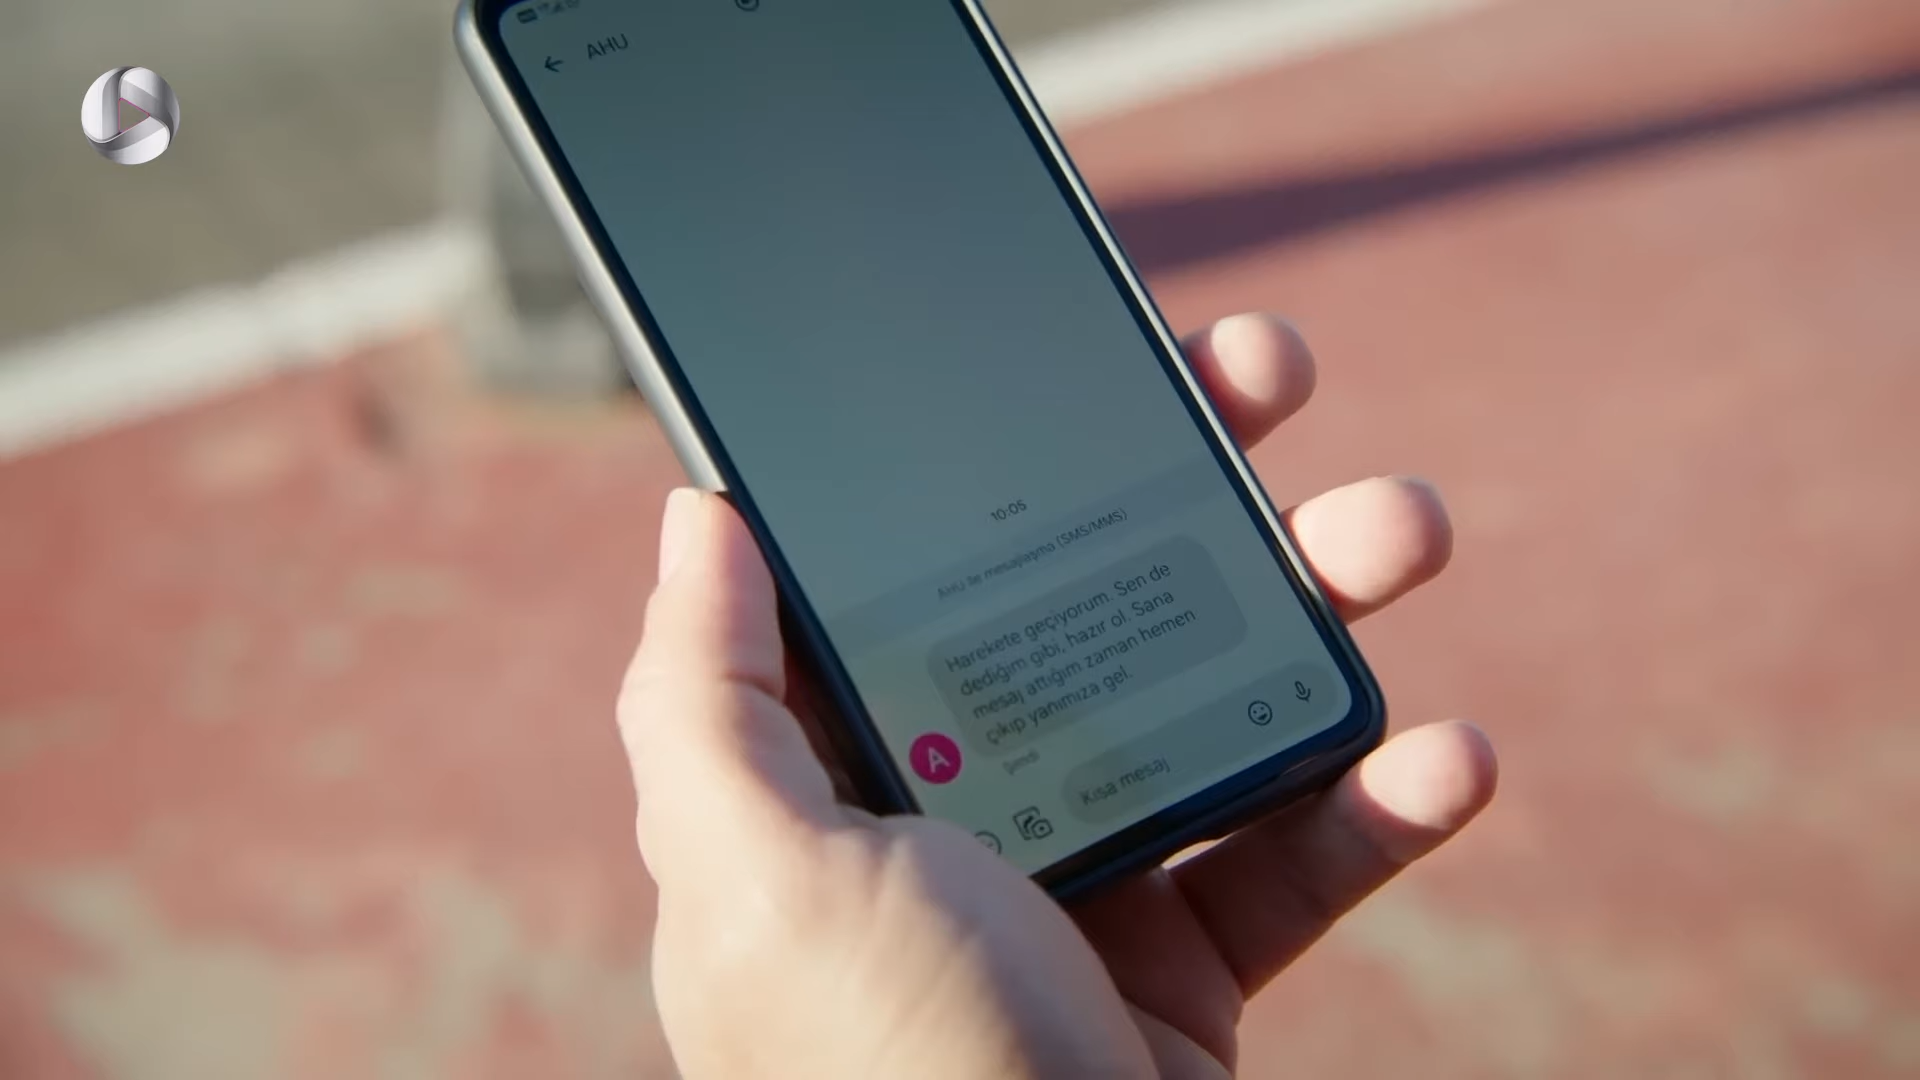 AHU
10:05
AHU ile mesajlaşma (SMS/MMS)
Harekete geçiyorum. Sen de
dediğim gibi, hazır ol. Sana
mesaj attığım zaman hemen
çıkıp yanımıza gel.
A
Şimdi
Kısa mesaj